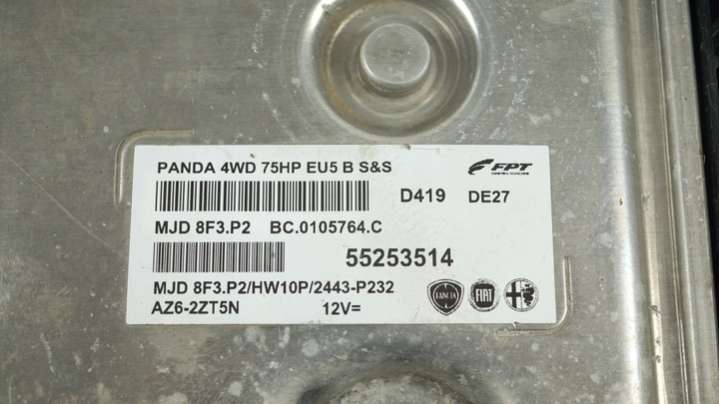 PANDA 4WD 75HP EU5 B S&S
FPT
D419
DE27
MJD 8F3.P2 BC.0105764.C
55253514
MJD 8F3.P2/HW10P/2443-P232
AZ6-2ZT5N 12V=
LANCIA
FIAT